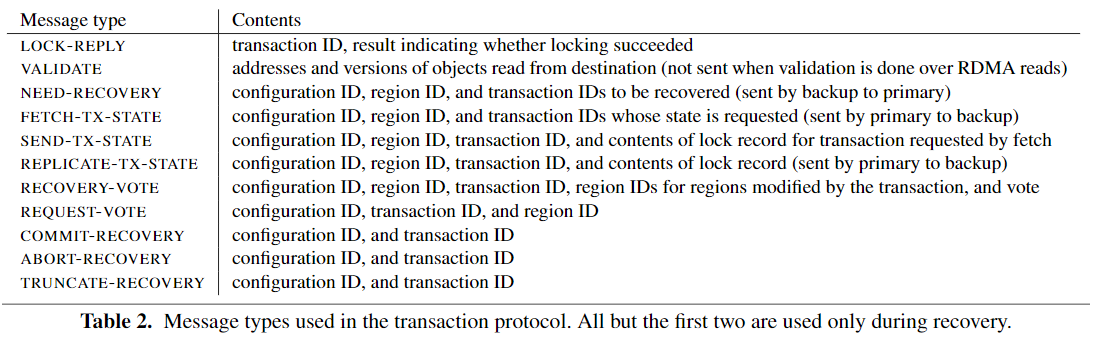 Message type Contents
LOCK-REPLY transaction ID, result indicating whether locking succeeded
VALIDATE addresses and versions of objects read from destination (not sent when validation is done over RDMA reads)
NEED-RECOVERY configuration ID, region ID, and transaction IDs to be recovered (sent by backup to primary)
FETCH-TX-STATE configuration ID, region ID, and transaction IDs whose state is requested (sent by primary to backup)
SEND-TX-STATE configuration ID, region ID, transaction ID, and contents of lock record for transaction requested by fetch
REPLICATE-TX-STATE configuration ID, region ID, transaction ID, and contents of lock record (sent by primary to backup)
RECOVERY-VOTE configuration ID, region ID, transaction ID, region IDs for regions modified by the transaction, and vote
REQUEST-VOTE configuration ID, transaction ID, and region ID
COMMIT-RECOVERY configuration ID, and transaction ID
ABORT-RECOVERY configuration ID, and transaction ID
TRUNCATE-RECOVERY configuration ID, and transaction ID
Table 2. Message types used in the transaction protocol. All but the first two are used only during recovery.